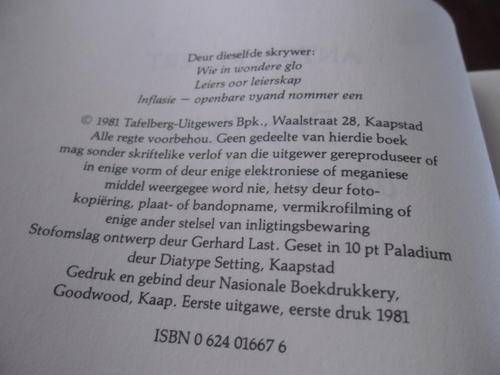 Deur dieselfde skrywer:
Wie in wondere glo
Leiers oor leierskap
Inflasie — openbare vyand nommer een
© 1981 Tafelberg-Uitgewers Bpk., Waalstraat 28, Kaapstad
Alle regte voorbehou. Geen gedeelte van hierdie boek
mag sonder skriftelike verlof van die uitgewer gereproduseer of
in enige vorm of deur enige elektroniese of meganiese
middel weergegee word nie, hetsy deur foto-
kopiëring, plaat- of bandopname, vermikrofilming of
enige ander stelsel van inligtingsbewaring
Stofomslag ontwerp deur Gerhard Last. Geset in 10 pt Paladium
deur Diatype Setting, Kaapstad
Gedruk en gebind deur Nasionale Boekdrukkery,
Goodwood, Kaap. Eerste uitgawe, eerste druk 1981
ISBN 0 624 01667 6